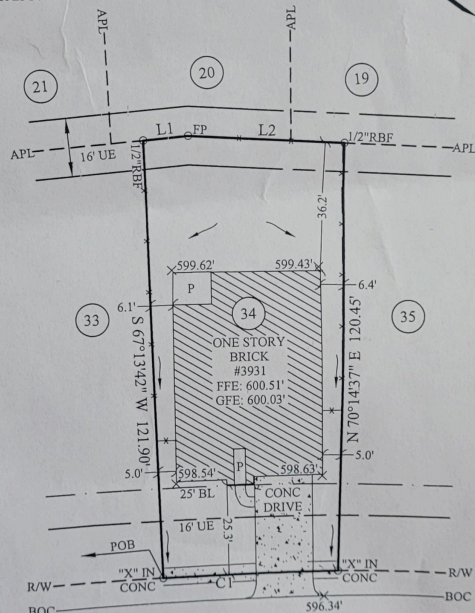 APL
APL
21
20
19
L1
FP
L2
1/2"RBF
APL
16' UE
1/2"RBF
APL
36.2'
599.62'
599.43'
P
6.4'
6.1'
33
34
35
ONE STORY
BRICK
#3931
FFE: 600.51'
GFE: 600.03'
S 67°13'42" W 121.90'
N 70°14'37" E 120.45'
P
5.0'
5.0'
598.54'
598.63'
25' BL
CONC
DRIVE
16' UE
25.3'
POB
"X" IN
CONC
"X" IN
CONC
R/W
C1
R/W
BOC
BOC
596.34'